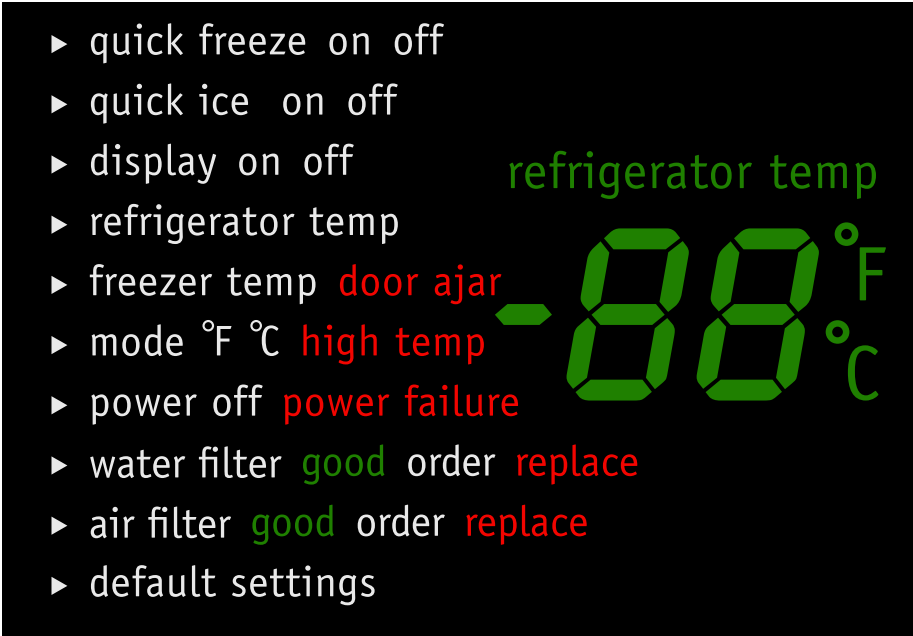 ▶ quick freeze on off
▶ quick ice on off
▶ display on off
▶ refrigerator temp
▶ freezer temp door ajar
▶ mode °F °C high temp
▶ power off power failure
▶ water filter good order replace
▶ air filter good order replace
▶ default settings
refrigerator temp
-88 °F °C